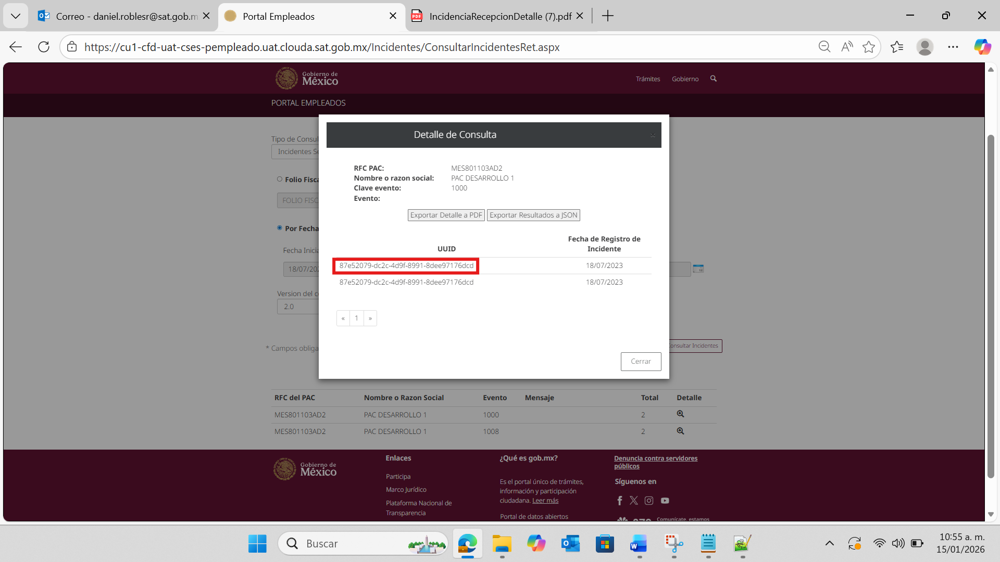 Correo - daniel.roblesr@sat.gob.m
Portal Empleados
IncidenciaRecepcionDetalle (7).pdf
https://cu1-cfd-uat-cses-pempleado.uat.clouda.sat.gob.mx/Incidentes/ConsultarIncidentesRet.aspx
Gobierno de
México
Trámites
Gobierno
PORTAL EMPLEADOS
Detalle de Consulta
Tipo de Consul
Incidentes Se
Folio Fisca
FOLIO FISC
Por Fecha
Fecha Inicia
18/07/202
Version del c
2.0
* Campos obliga
RFC PAC: MES801103AD2
Nombre o razon social: PAC DESARROLLO 1
Clave evento: 1000
Evento:
Exportar Detalle a PDF Exportar Resultados a JSON
UUID Fecha de Registro de
Incidente
87e52079-dc2c-4d9f-8991-8dee97176dcd 18/07/2023
87e52079-dc2c-4d9f-8991-8dee97176dcd 18/07/2023
« 1 »
Cerrar
onsultar Incidentes
RFC del PAC Nombre o Razon Social Evento Mensaje Total Detalle
MES801103AD2 PAC DESARROLLO 1 1000 2
MES801103AD2 PAC DESARROLLO 1 1008 2
Gobierno de
México
Enlaces
Participa
Marco Jurídico
Plataforma Nacional de
Transparencia
¿Qué es gob.mx?
Es el portal único de trámites,
información y participación
ciudadana. Leer más
Portal de datos abiertos
Denuncia contra servidores
públicos
Síguenos en
Comunícate, estamos
Buscar
10:55 a. m.
15/01/2026